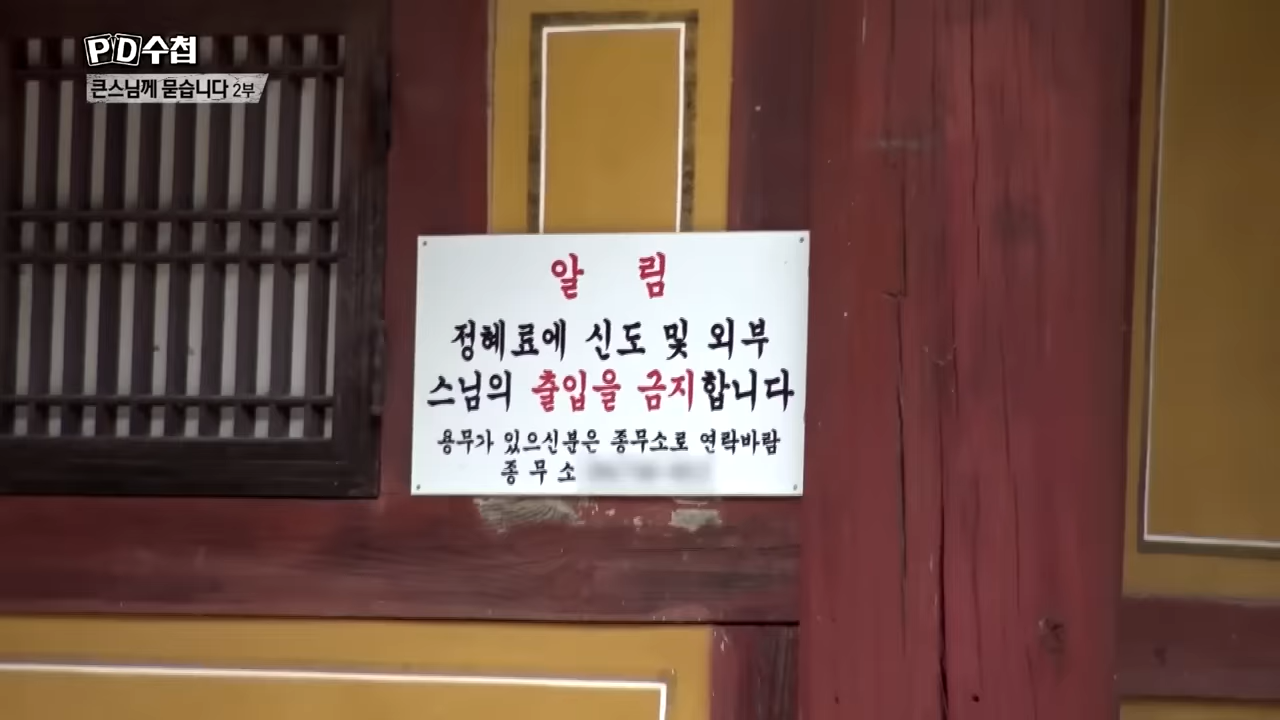 PD수첩
큰스님께 묻습니다 2부
알 림
정혜료에 신도 및 외부
스님의 출입을 금지합니다
용무가 있으신분은 종무소로 연락바람
종 무 소